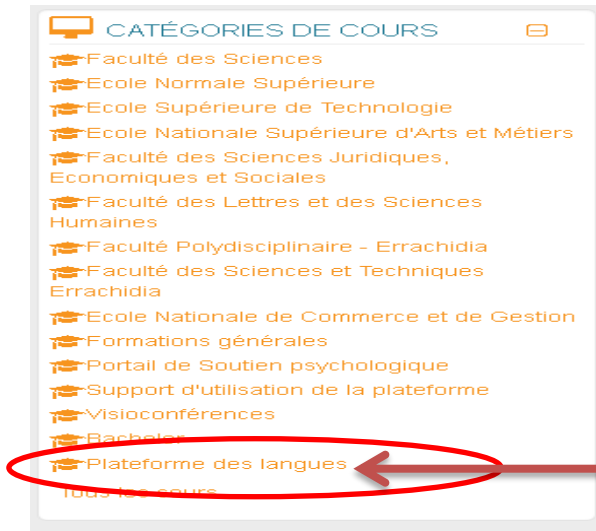 CATÉGORIES DE COURS
Faculté des Sciences
Ecole Normale Supérieure
Ecole Supérieure de Technologie
Ecole Nationale Supérieure d'Arts et Métiers
Faculté des Sciences Juridiques,
Economiques et Sociales
Faculté des Lettres et des Sciences
Humaines
Faculté Polydisciplinaire - Errachidia
Faculté des Sciences et Techniques
Errachidia
Ecole Nationale de Commerce et de Gestion
Formations générales
Portail de Soutien psychologique
Support d'utilisation de la plateforme
Visioconférences
Bachelor
Plateforme des langues
Tous les cours